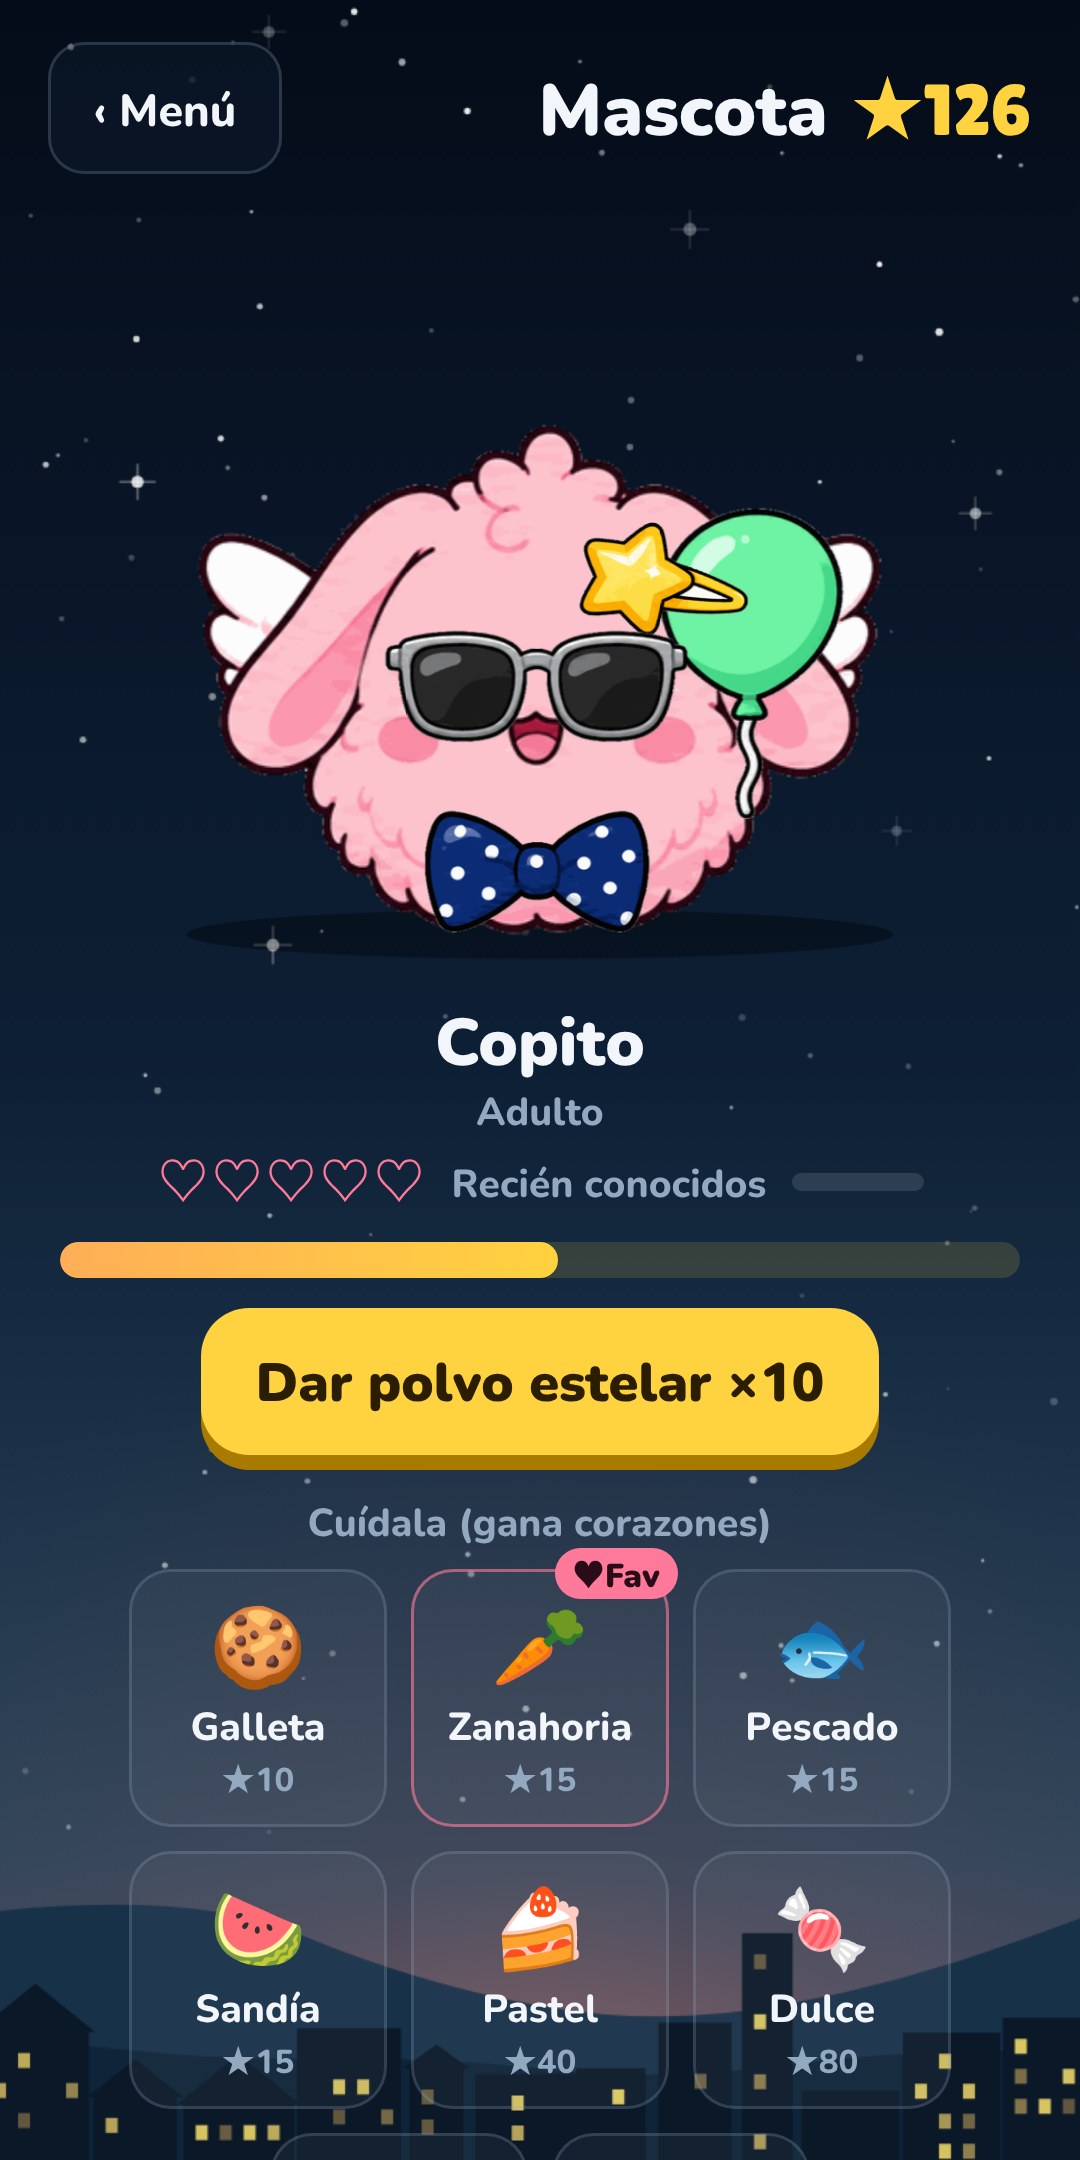 ‹ Menú
Mascota ★126
Copito
Adulto
♡♡♡♡♡ Recién conocidos
Dar polvo estelar ×10
Cuídala (gana corazones)
♥Fav
Galleta
★10
Zanahoria
★15
Pescado
★15
Sandía
★15
Pastel
★40
Dulce
★80